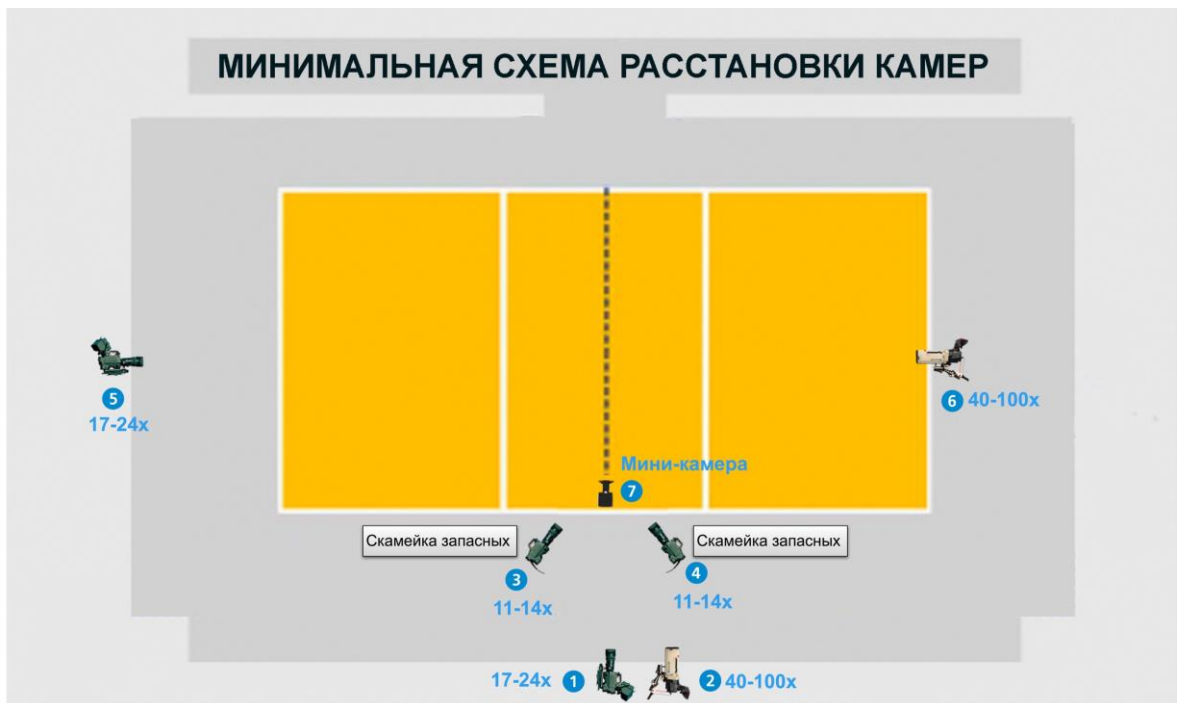 МИНИМАЛЬНАЯ СХЕМА РАССТАНОВКИ КАМЕР
5
17-24x
6 40-100x
Мини-камера
7
Скамейка запасных
Скамейка запасных
3
11-14x
4
11-14x
17-24x 1
2 40-100x